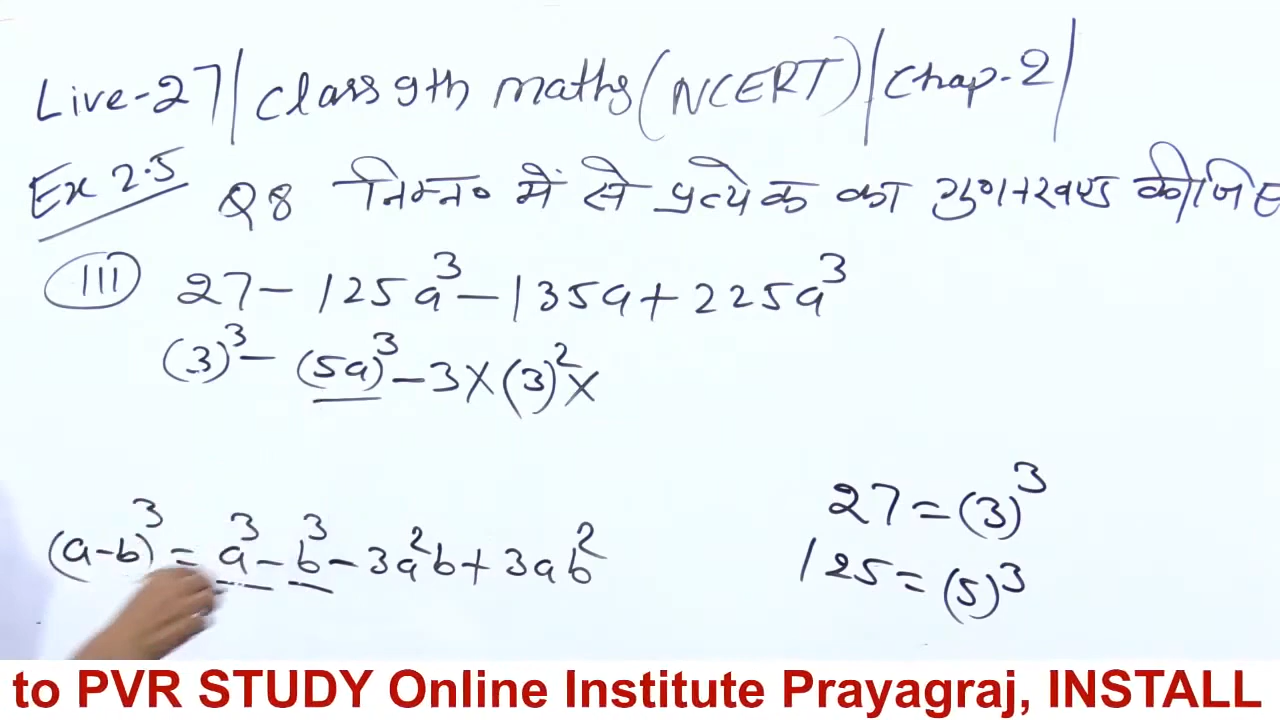 Live-27 | Class 9th maths (NCERT) | Chap-2 |
Ex 2.5 Q8 निम्न० में से प्रत्येक का गुणनखण्ड कीजिए
(III) 27 - 125a³ - 135a + 225a³
(3)³ - (5a)³ - 3 × (3)² ×
27 = (3)³
(a-b)³ = a³ - b³ - 3a²b + 3ab²
125 = (5)³
to PVR STUDY Online Institute Prayagraj, INSTALL